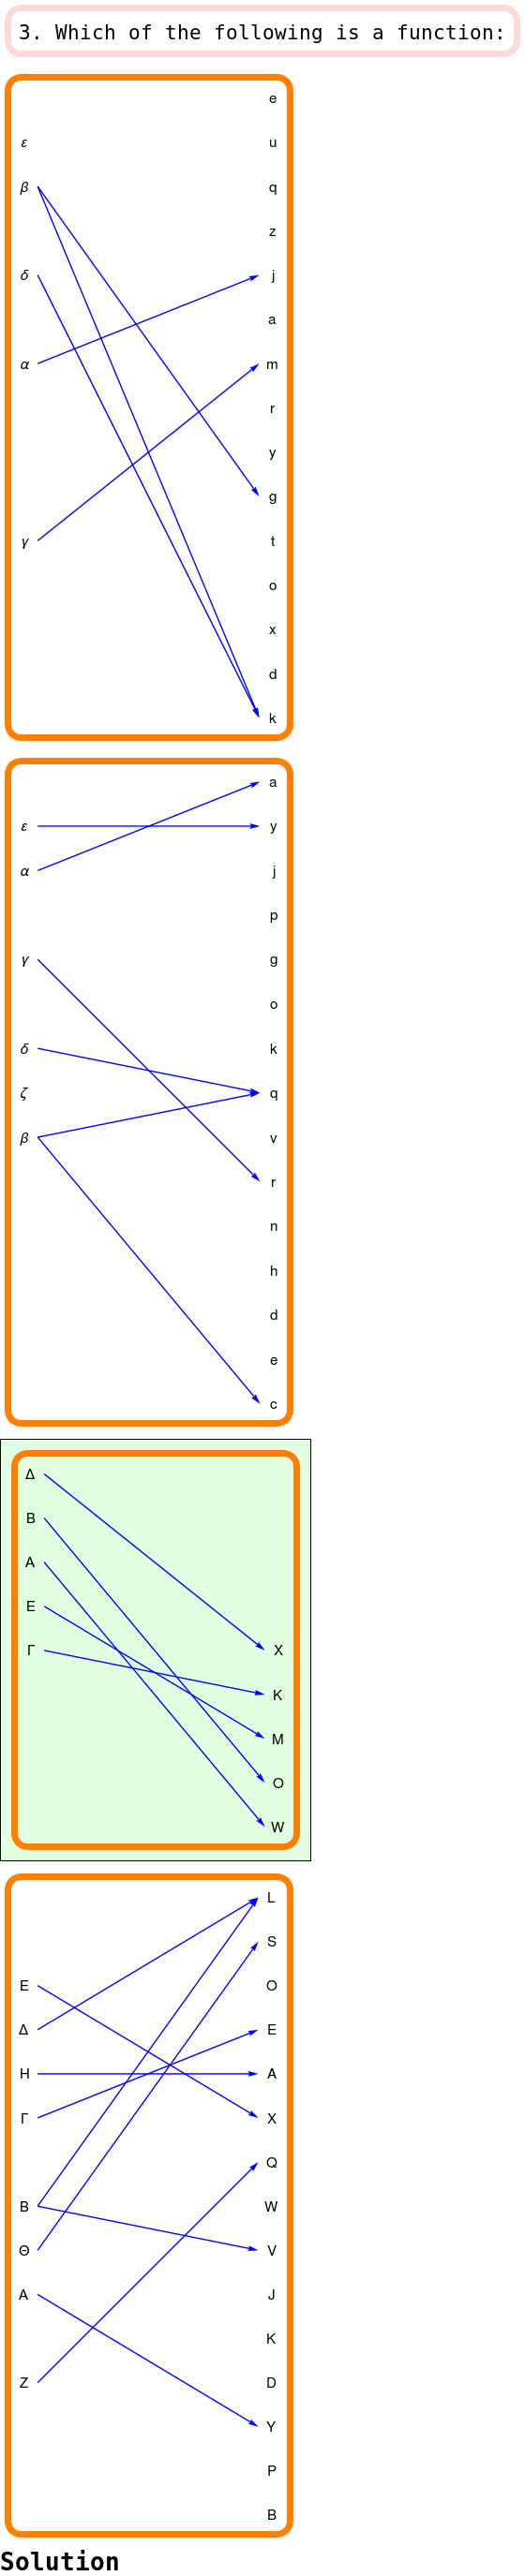 3. Which of the following is a function:
e
ε u
β q
z
δ j
a
α m
r
y
g
γ t
o
x
d
k
a
ε y
α j
p
γ g
o
δ k
ζ q
β v
r
n
h
d
e
c
Δ
Β
Α
Ε
Γ X
K
M
O
W
L
S
Ε O
Δ E
Η A
Γ X
Q
Β W
Θ V
Α J
K
Ζ D
Y
P
B
Solution